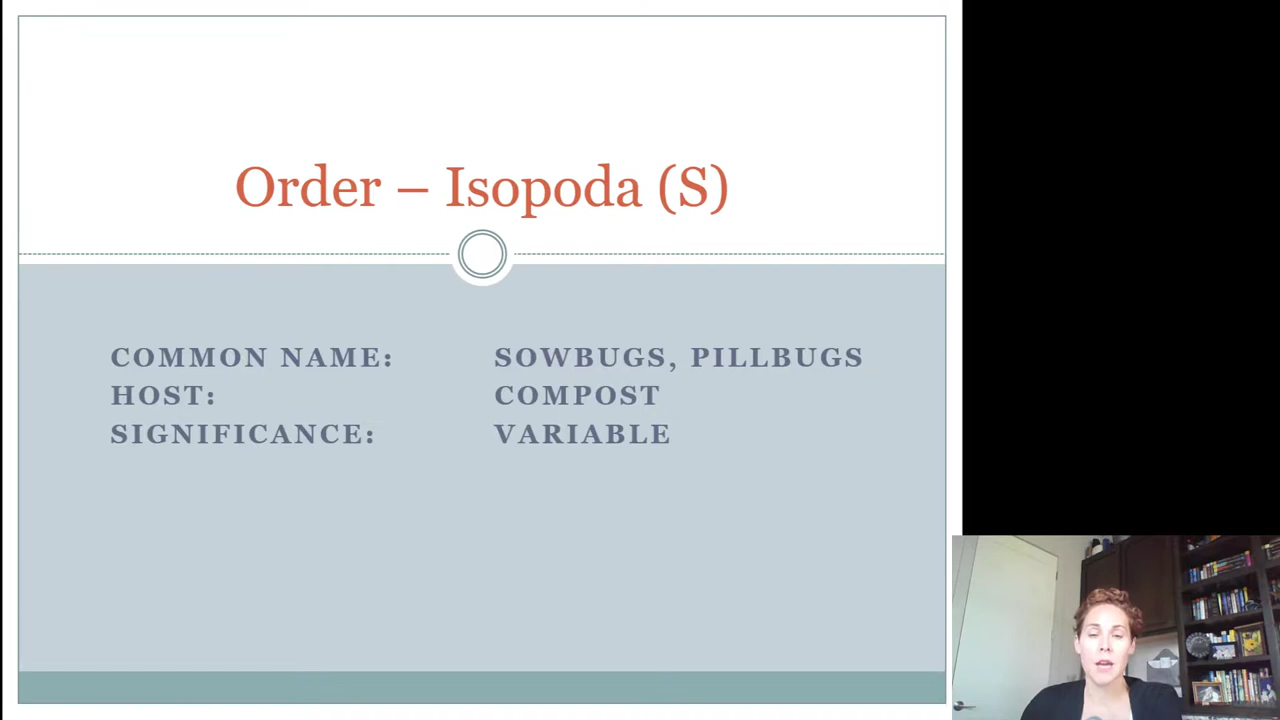 Order – Isopoda (S)
COMMON NAME: SOWBUGS, PILLBUGS
HOST: COMPOST
SIGNIFICANCE: VARIABLE